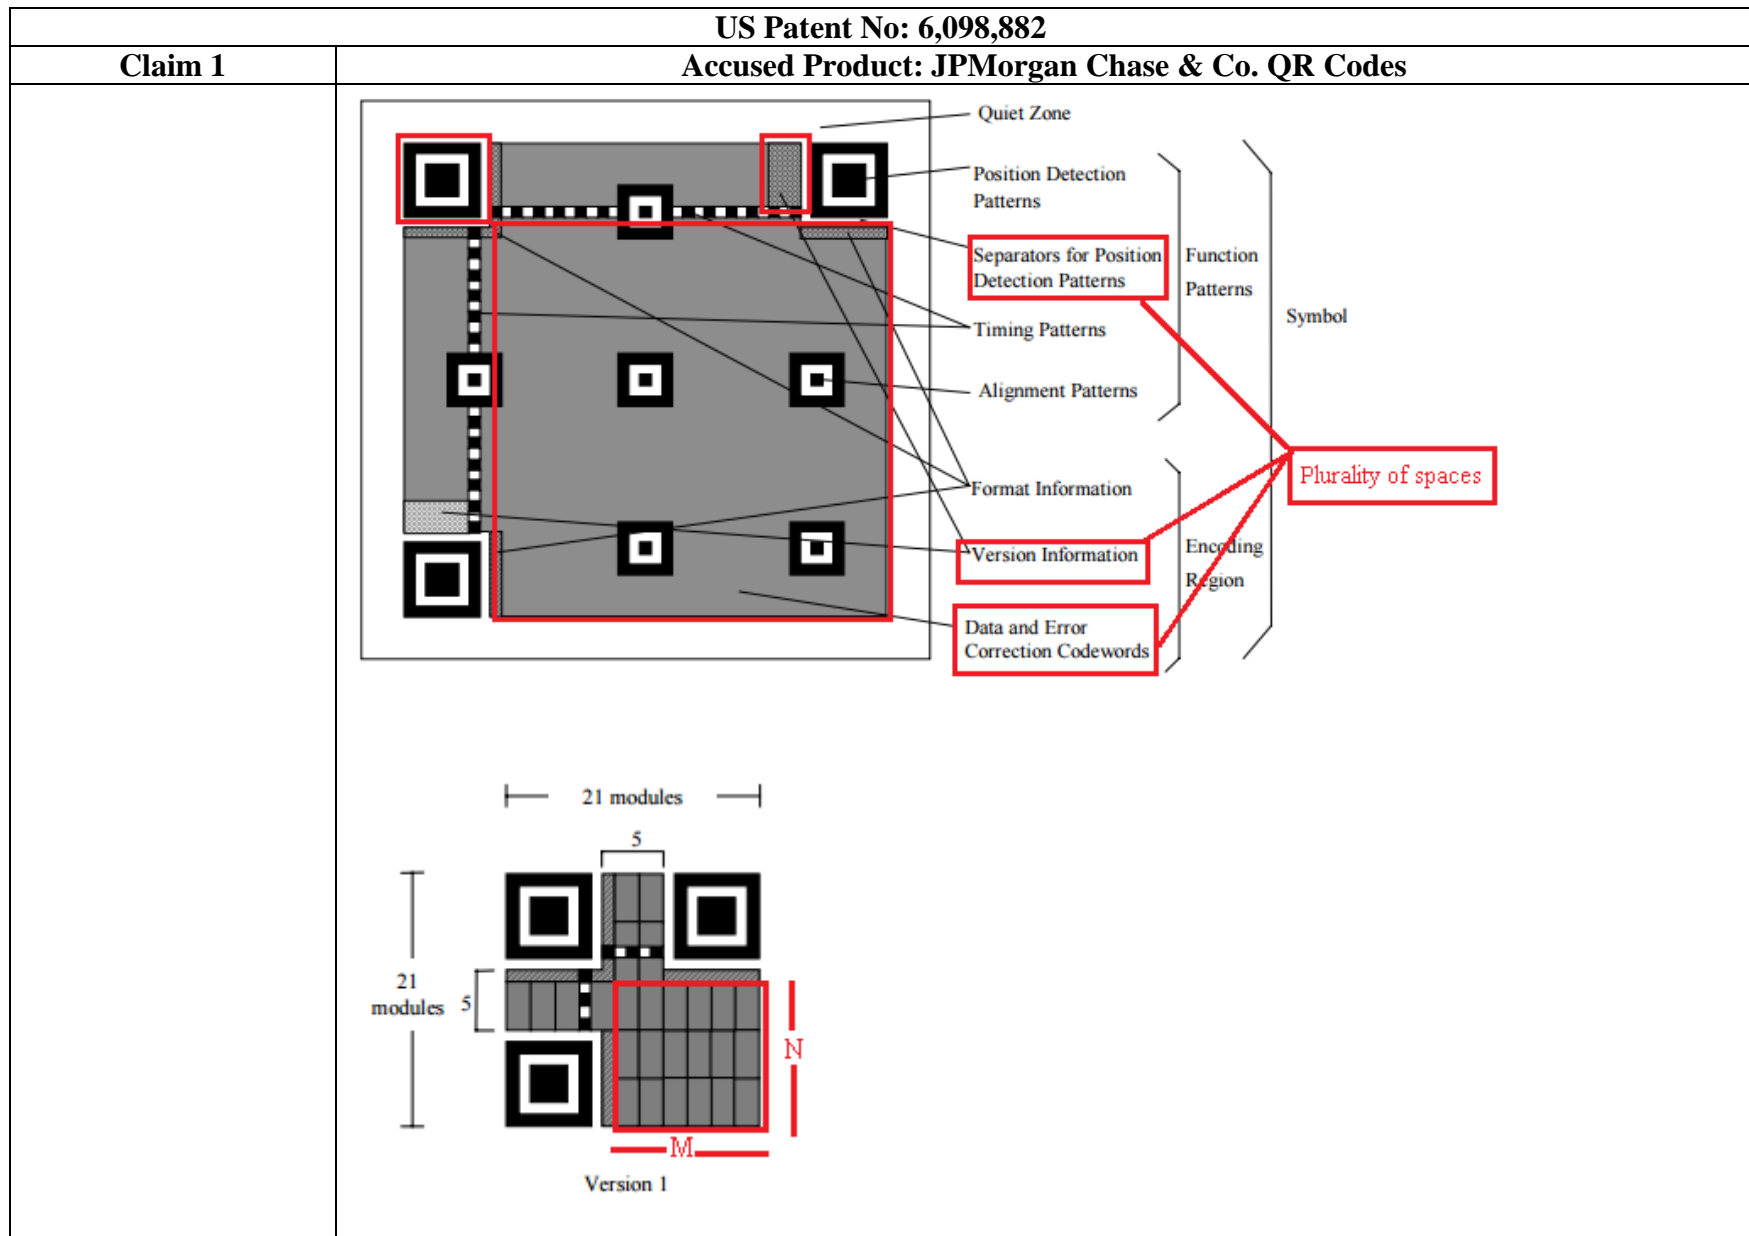 US Patent No: 6,098,882
Claim 1
Accused Product: JPMorgan Chase & Co. QR Codes
Quiet Zone
Position Detection
Patterns
Separators for Position
Detection Patterns
Function
Patterns
Timing Patterns
Symbol
Alignment Patterns
Plurality of spaces
Format Information
Version Information
Encoding
Region
Data and Error
Correction Codewords
21 modules
5
21
modules
5
N
M
Version 1